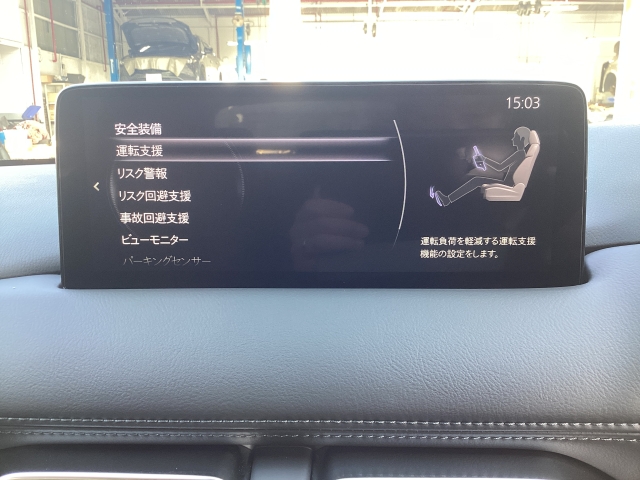 15:03
安全装備
運転支援
リスク警報
リスク回避支援
事故回避支援
ビューモニター
パーキングセンサー
運転負荷を軽減する運転支援
機能の設定をします。